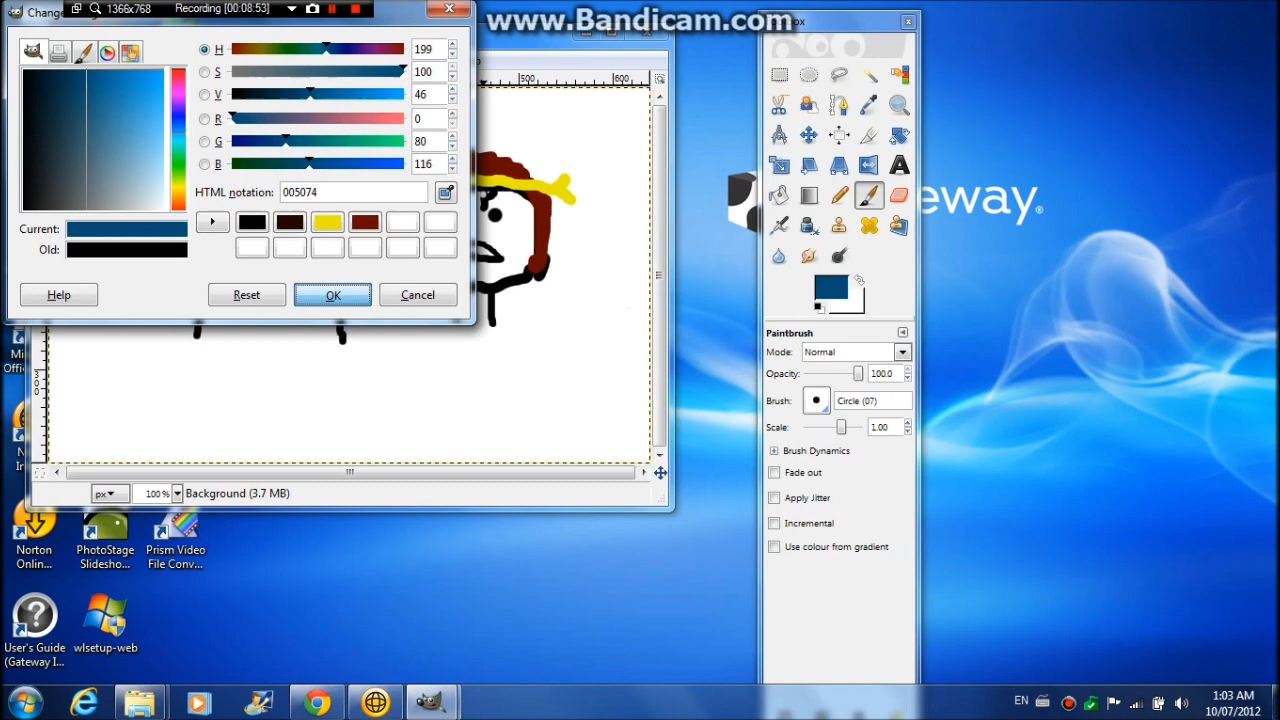 1366x768 Recording [00:08:53]
www.Bandicam.com
H 199
S 100
V 46
R 0
G 80
B 116
HTML notation: 005074
Current:
Old:
Help Reset OK Cancel
500 600
300
px 100 % Background (3.7 MB)
eway
Paintbrush
Mode: Normal
Opacity: 100.0
Brush: Circle (07)
Scale: 1.00
Brush Dynamics
Fade out
Apply Jitter
Incremental
Use colour from gradient
Norton Online...
PhotoStage Slidesho...
Prism Video File Conv...
User's Guide (Gateway I...
wlsetup-web
EN
1:03 AM
10/07/2012